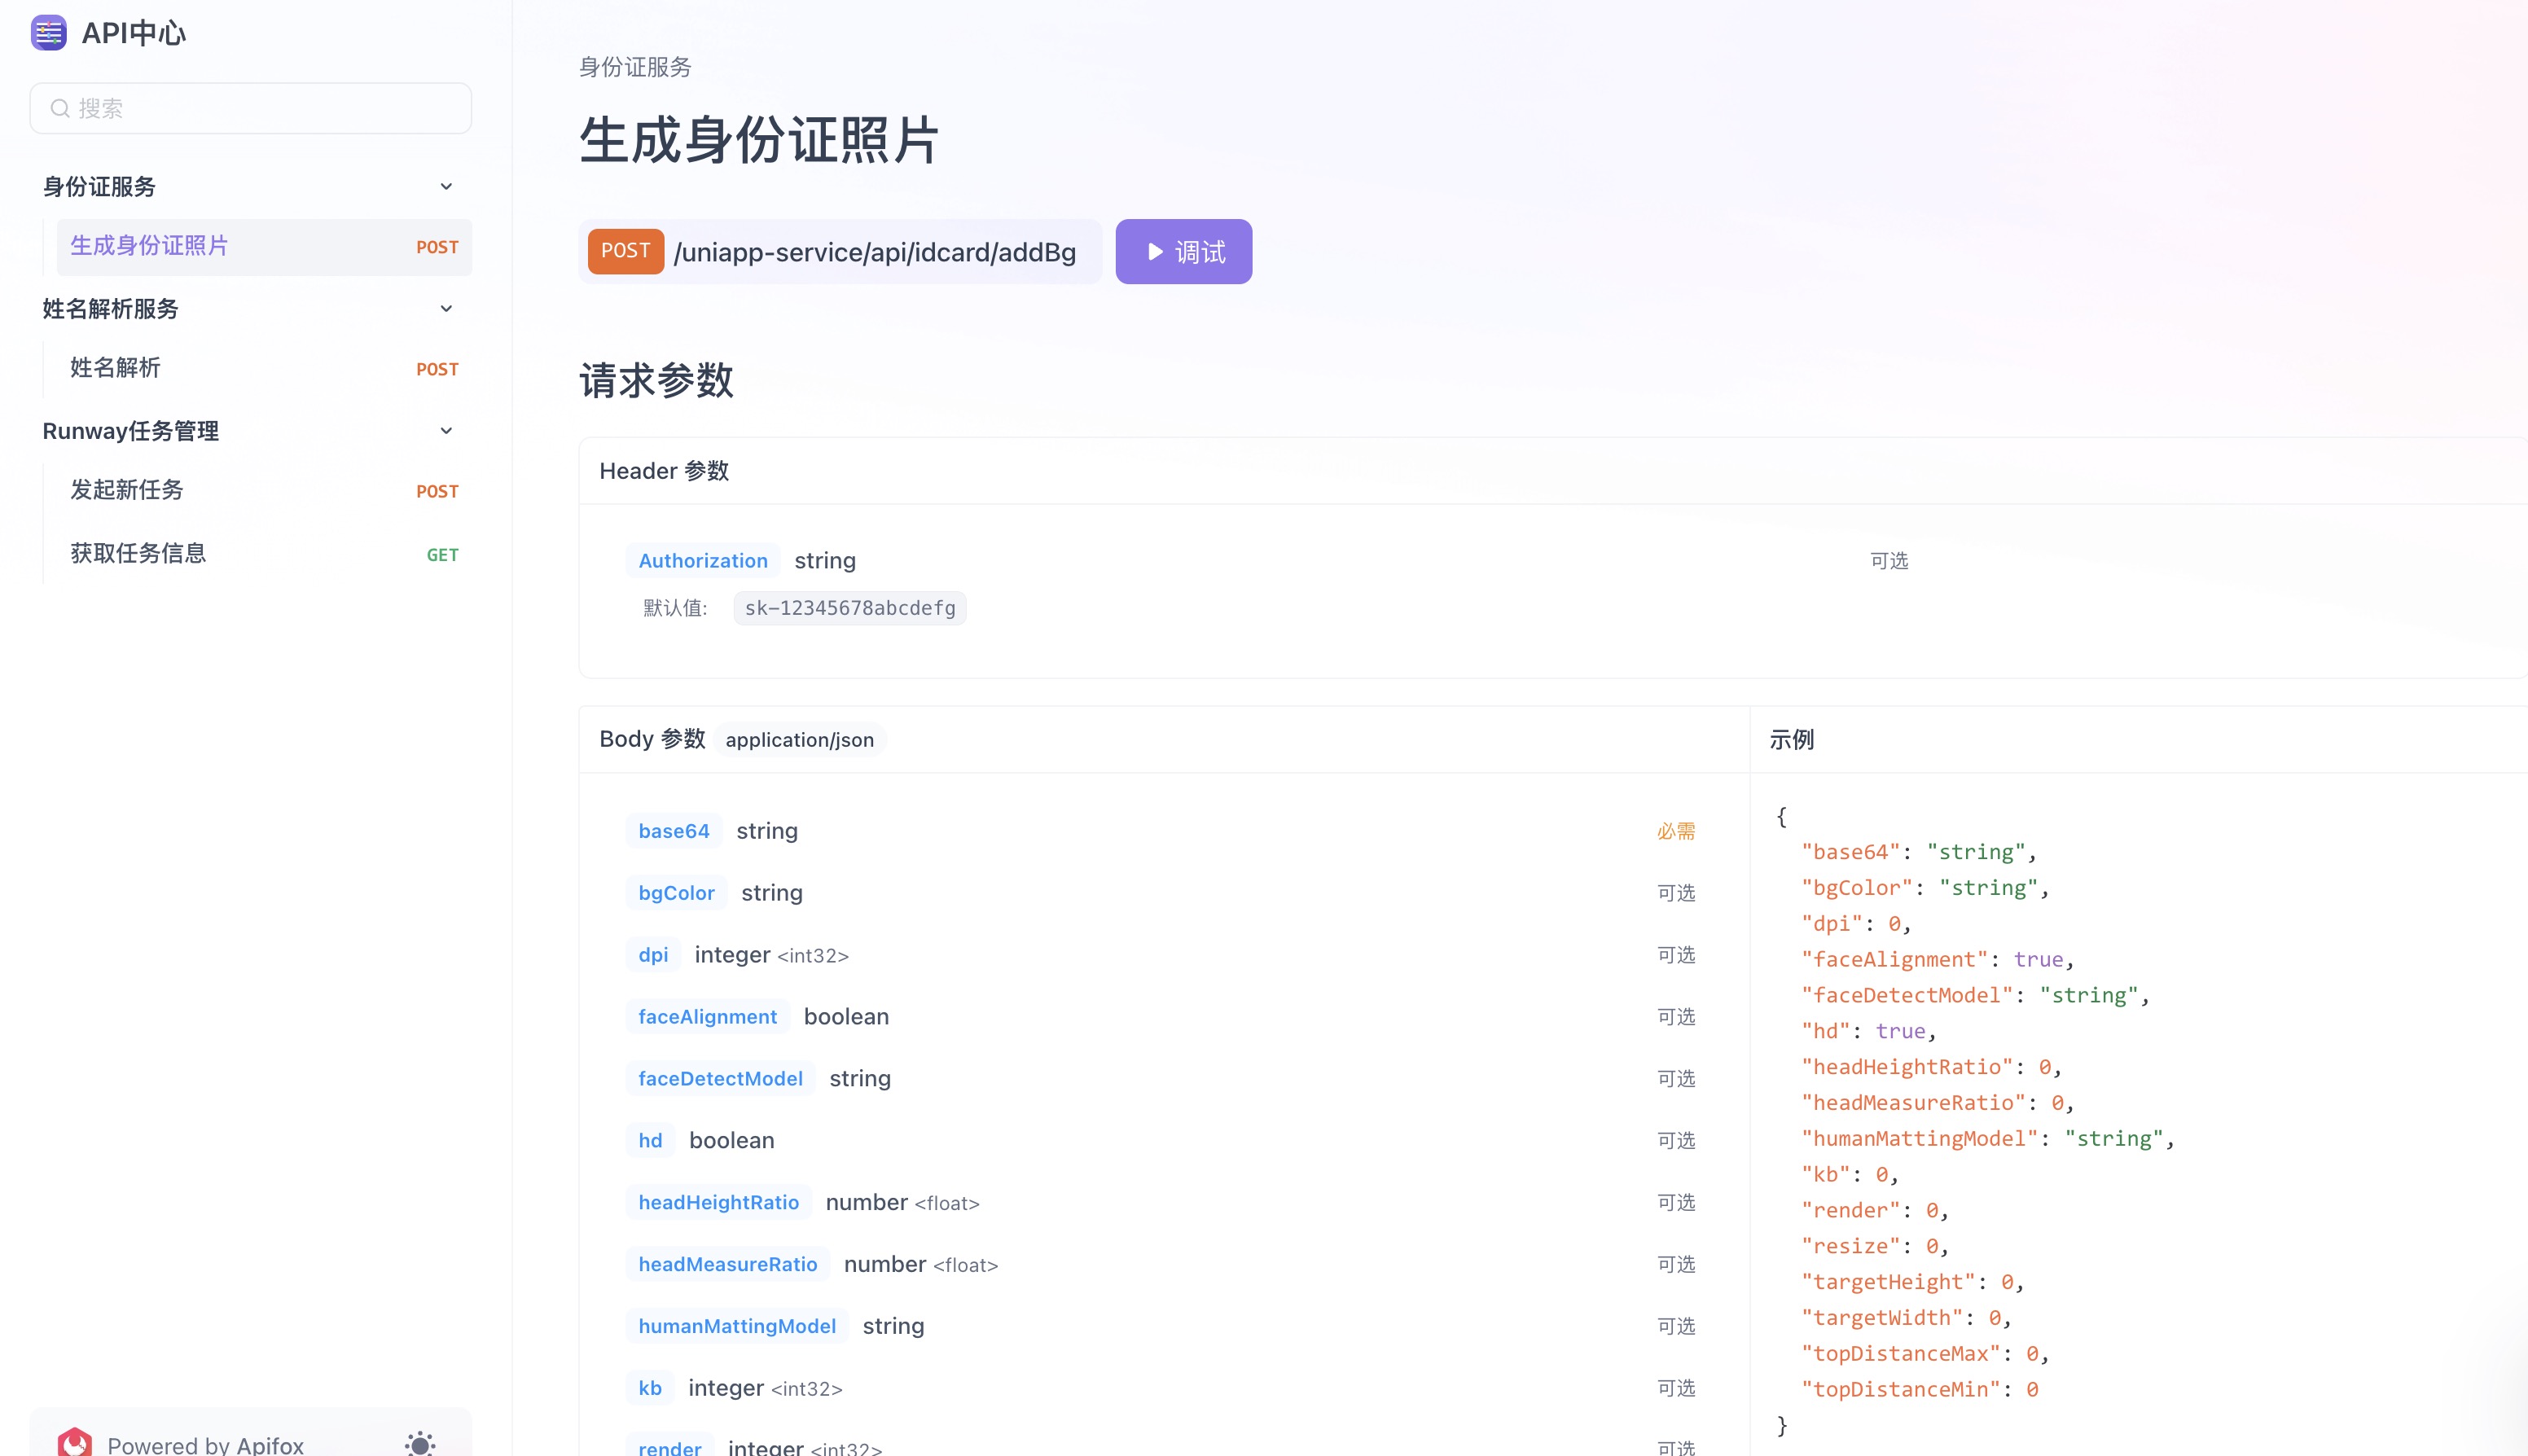 API中心
搜索
身份证服务
生成身份证照片 POST
姓名解析服务
姓名解析 POST
Runway任务管理
发起新任务 POST
获取任务信息 GET
Powered by Apifox
身份证服务
生成身份证照片
POST /uniapp-service/api/idcard/addBg 调试
请求参数
Header 参数
Authorization string 可选
默认值: sk-12345678abcdefg
Body 参数 application/json
base64 string 必需
bgColor string 可选
dpi integer <int32> 可选
faceAlignment boolean 可选
faceDetectModel string 可选
hd boolean 可选
headHeightRatio number <float> 可选
headMeasureRatio number <float> 可选
humanMattingModel string 可选
kb integer <int32> 可选
render integer <int32> 可选
示例
{
"base64": "string",
"bgColor": "string",
"dpi": 0,
"faceAlignment": true,
"faceDetectModel": "string",
"hd": true,
"headHeightRatio": 0,
"headMeasureRatio": 0,
"humanMattingModel": "string",
"kb": 0,
"render": 0,
"resize": 0,
"targetHeight": 0,
"targetWidth": 0,
"topDistanceMax": 0,
"topDistanceMin": 0
}